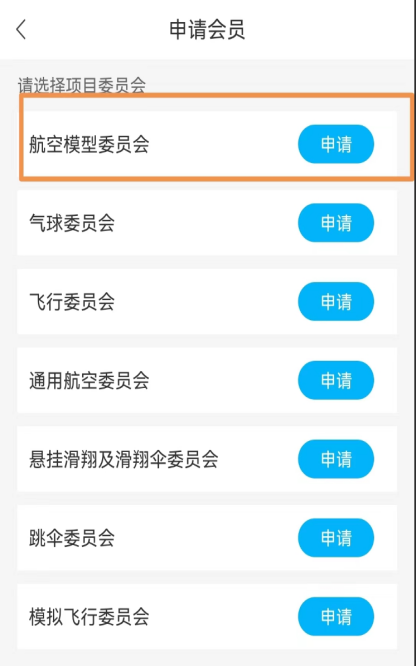 申请会员
请选择项目委员会
航空模型委员会 申请
气球委员会 申请
飞行委员会 申请
通用航空委员会 申请
悬挂滑翔及滑翔伞委员会 申请
跳伞委员会 申请
模拟飞行委员会 申请